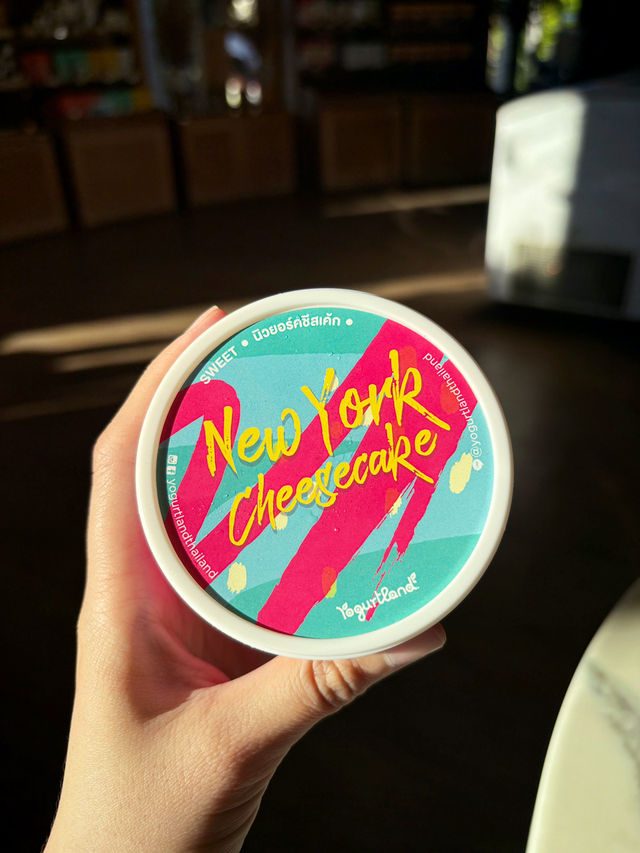 SWEET • นิวยอร์คชีสเค้ก •
New York
Cheesecake
yogurtlandthailand
@yogurtlandthailand
Yogurtland